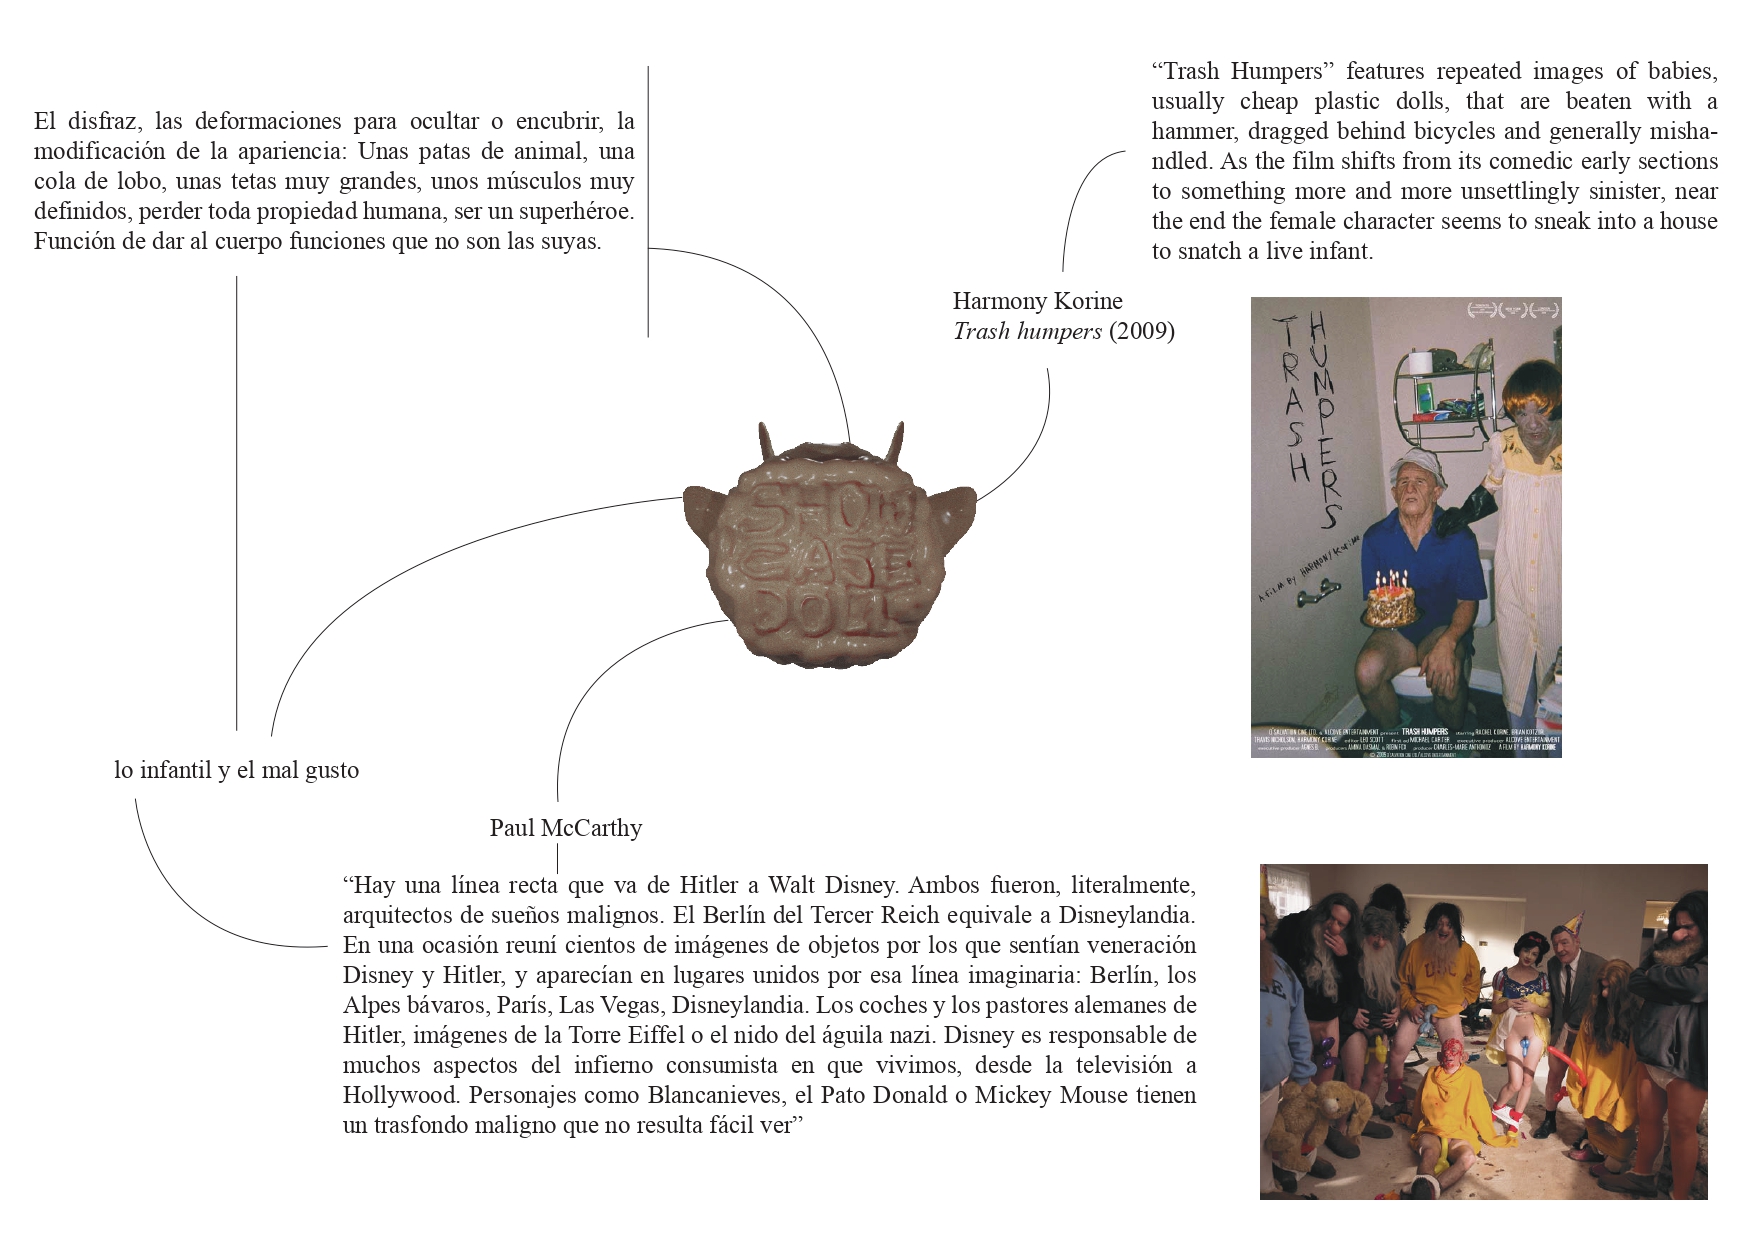 El disfraz, las deformaciones para ocultar o encubrir, la
modificación de la apariencia: Unas patas de animal, una
cola de lobo, unas tetas muy grandes, unos músculos muy
definidos, perder toda propiedad humana, ser un superhéroe.
Función de dar al cuerpo funciones que no son las suyas.
“Trash Humpers” features repeated images of babies,
usually cheap plastic dolls, that are beaten with a
hammer, dragged behind bicycles and generally misha-
ndled. As the film shifts from its comedic early sections
to something more and more unsettlingly sinister, near
the end the female character seems to sneak into a house
to snatch a live infant.
Harmony Korine
Trash humpers (2009)
TRASH
HUMPERS
A FILM BY HARMONY KORINE
SHOW
CASE
DOLL
lo infantil y el mal gusto
Paul McCarthy
“Hay una línea recta que va de Hitler a Walt Disney. Ambos fueron, literalmente,
arquitectos de sueños malignos. El Berlín del Tercer Reich equivale a Disneylandia.
En una ocasión reuní cientos de imágenes de objetos por los que sentían veneración
Disney y Hitler, y aparecían en lugares unidos por esa línea imaginaria: Berlín, los
Alpes bávaros, París, Las Vegas, Disneylandia. Los coches y los pastores alemanes de
Hitler, imágenes de la Torre Eiffel o el nido del águila nazi. Disney es responsable de
muchos aspectos del infierno consumista en que vivimos, desde la televisión a
Hollywood. Personajes como Blancanieves, el Pato Donald o Mickey Mouse tienen
un trasfondo maligno que no resulta fácil ver”